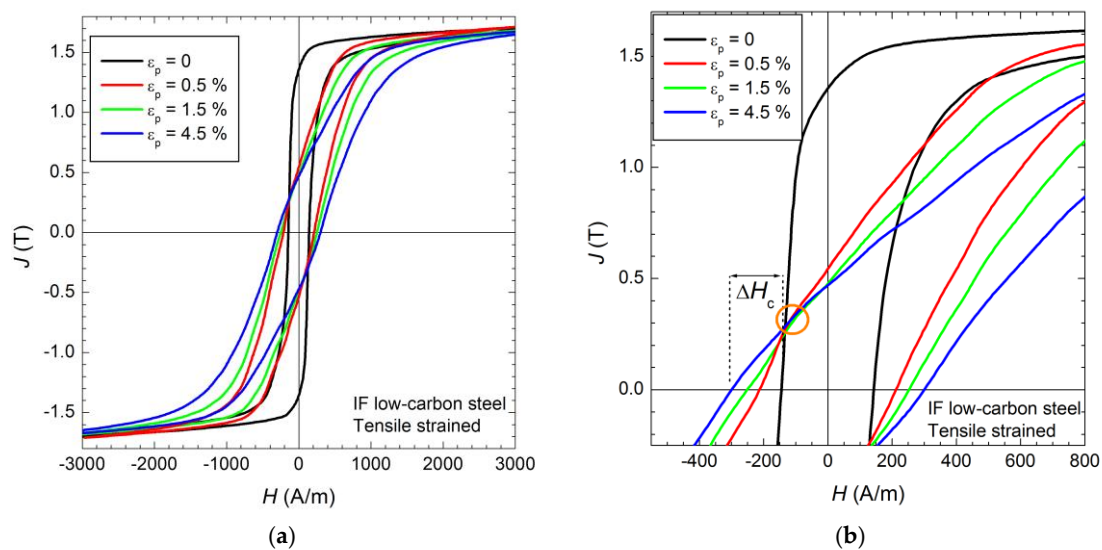 1.5
1.0
0.5
0.0
-0.5
-1.0
-1.5
J (T)
εp = 0
εp = 0.5 %
εp = 1.5 %
εp = 4.5 %
IF low-carbon steel
Tensile strained
-3000 -2000 -1000 0 1000 2000 3000
H (A/m)
(a)
1.5
1.0
0.5
0.0
J (T)
εp = 0
εp = 0.5 %
εp = 1.5 %
εp = 4.5 %
ΔHc
IF low-carbon steel
Tensile strained
-400 -200 0 200 400 600 800
H (A/m)
(b)